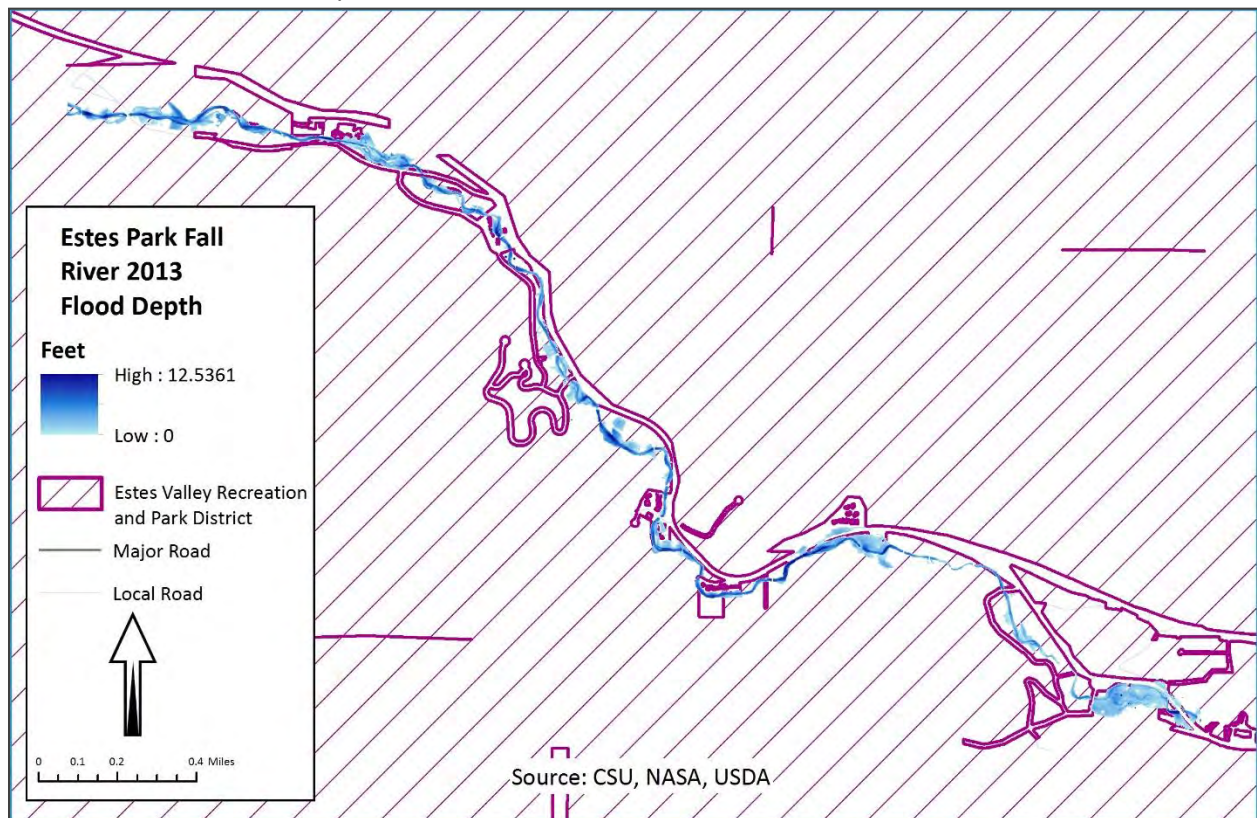 Estes Park Fall
River 2013
Flood Depth
Feet
High : 12.5361
Low : 0
Estes Valley Recreation
and Park District
Major Road
Local Road
0 0.1 0.2 0.4 Miles
Source: CSU, NASA, USDA